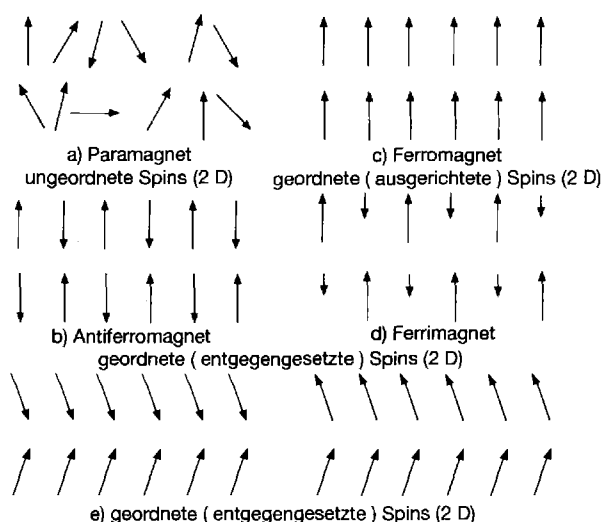 a) Paramagnet
ungeordnete Spins (2 D)
c) Ferromagnet
geordnete ( ausgerichtete ) Spins (2 D)
b) Antiferromagnet
d) Ferrimagnet
geordnete ( entgegengesetzte ) Spins (2 D)
e) geordnete ( entgegengesetzte ) Spins (2 D)